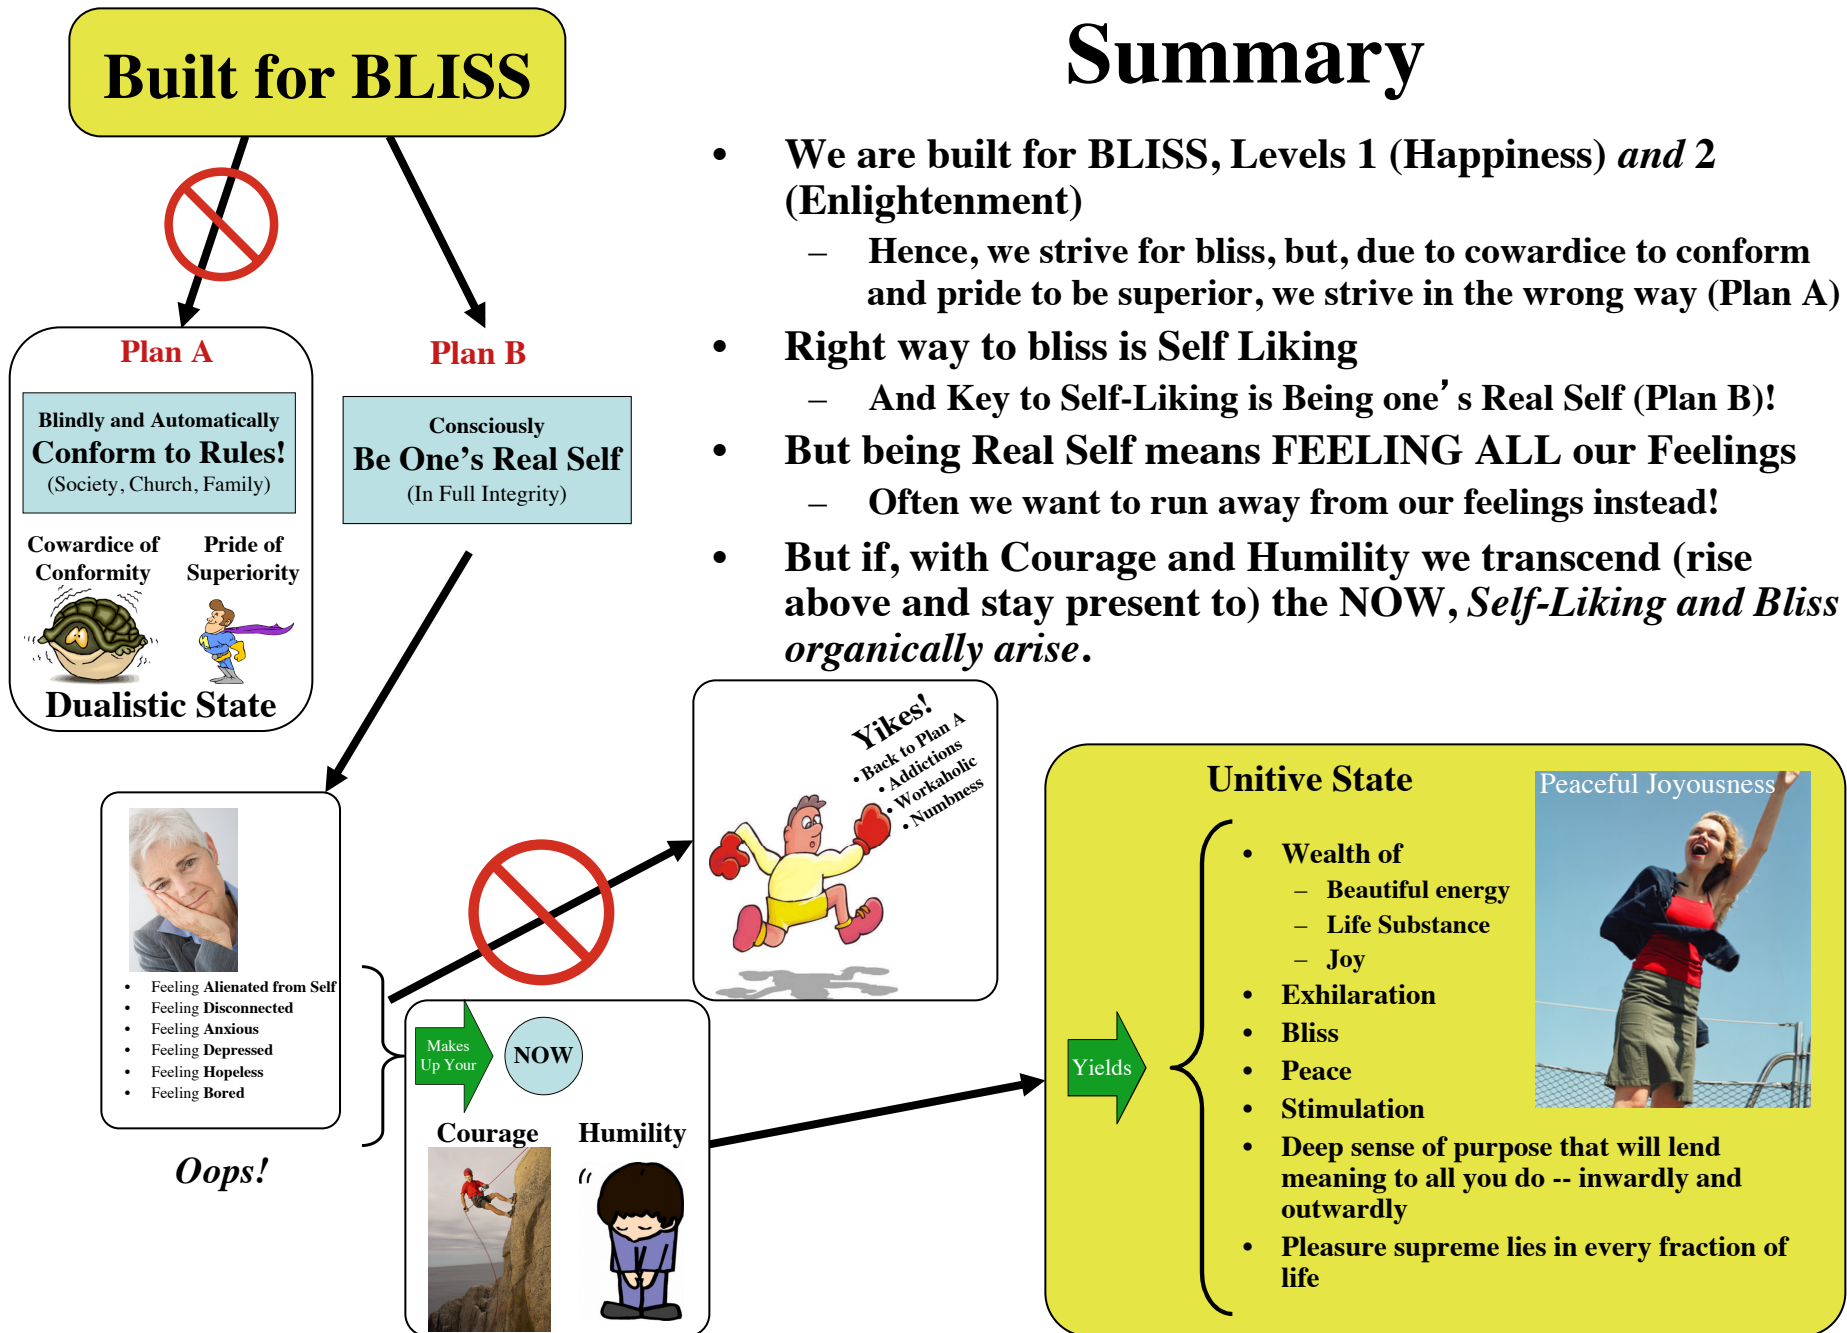 Built for BLISS
Summary
• We are built for BLISS, Levels 1 (Happiness) and 2
(Enlightenment)
– Hence, we strive for bliss, but, due to cowardice to conform
and pride to be superior, we strive in the wrong way (Plan A)
• Right way to bliss is Self Liking
– And Key to Self-Liking is Being one’s Real Self (Plan B)!
• But being Real Self means FEELING ALL our Feelings
– Often we want to run away from our feelings instead!
• But if, with Courage and Humility we transcend (rise
above and stay present to) the NOW, Self-Liking and Bliss
organically arise.
Plan A
Blindly and Automatically
Conform to Rules!
(Society, Church, Family)
Cowardice of
Conformity
Pride of
Superiority
Dualistic State
Plan B
Consciously
Be One’s Real Self
(In Full Integrity)
• Feeling Alienated from Self
• Feeling Disconnected
• Feeling Anxious
• Feeling Depressed
• Feeling Hopeless
• Feeling Bored
Oops!
Yikes!
• Back to Plan A
• Addictions
• Workaholic
• Numbness
Makes
Up Your
NOW
Courage
Humility
Yields
Unitive State
Peaceful Joyousness
• Wealth of
– Beautiful energy
– Life Substance
– Joy
• Exhilaration
• Bliss
• Peace
• Stimulation
• Deep sense of purpose that will lend
meaning to all you do -- inwardly and
outwardly
• Pleasure supreme lies in every fraction of
life